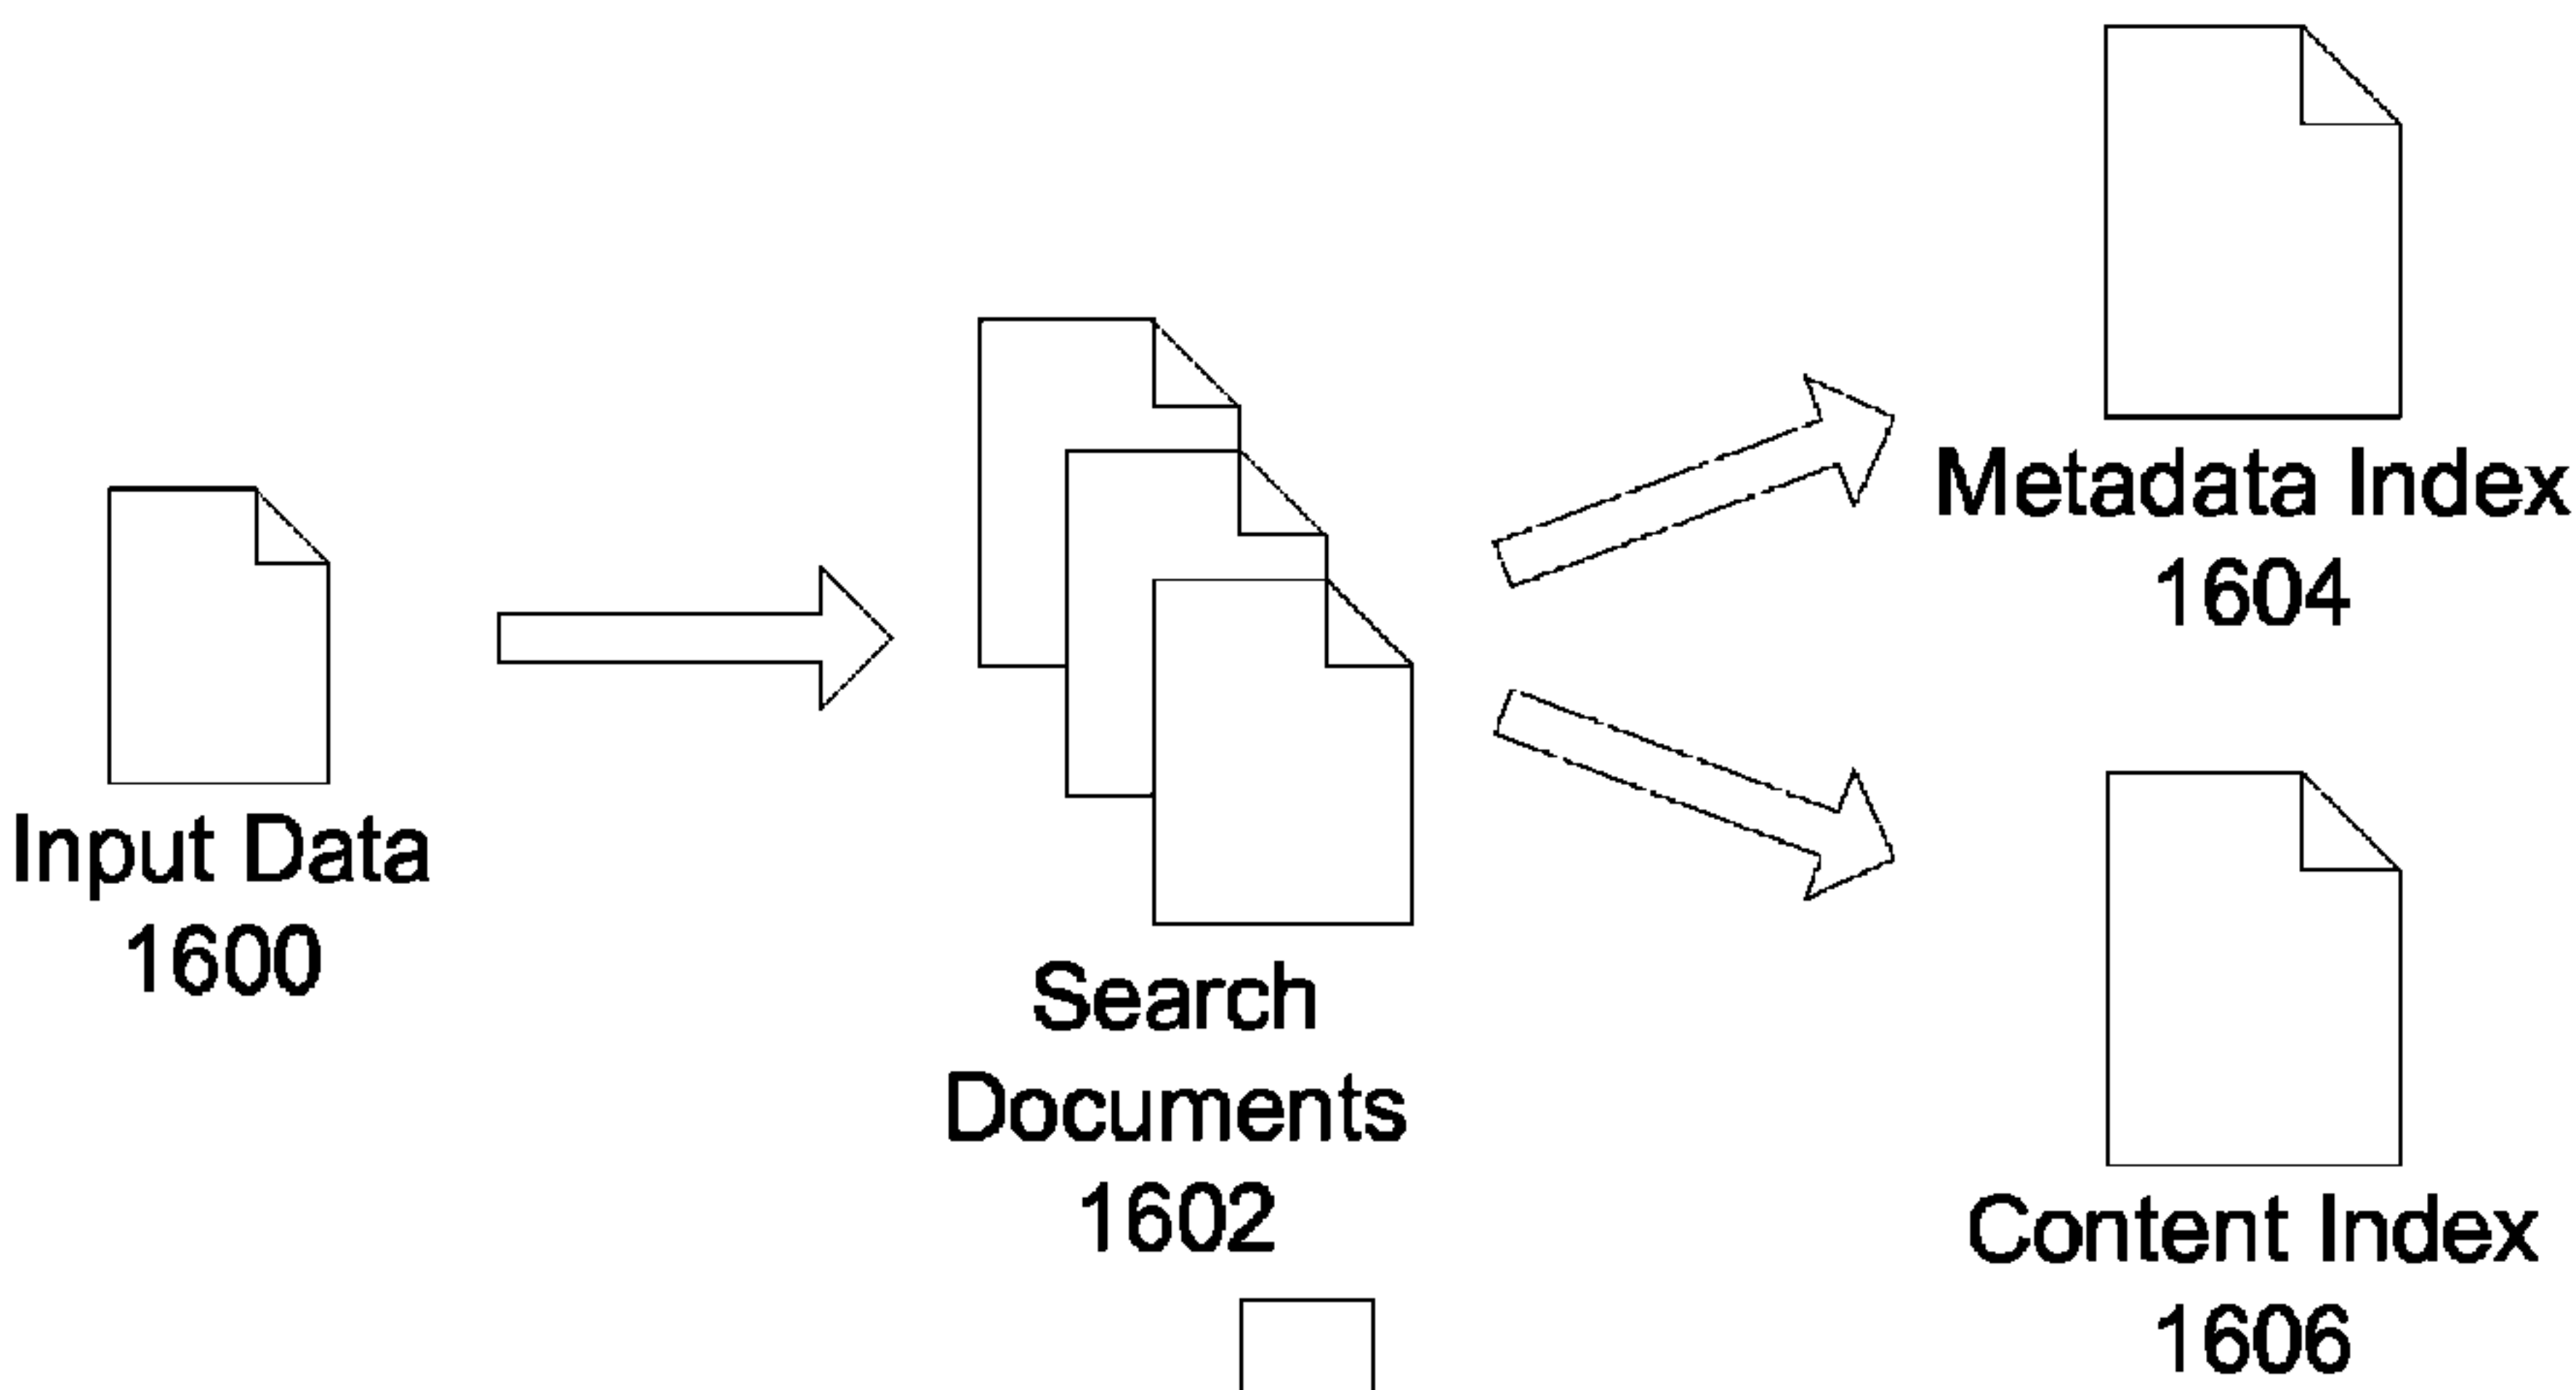 Input Data
1600
Search
Documents
1602
Metadata Index
1604
Content Index
1606